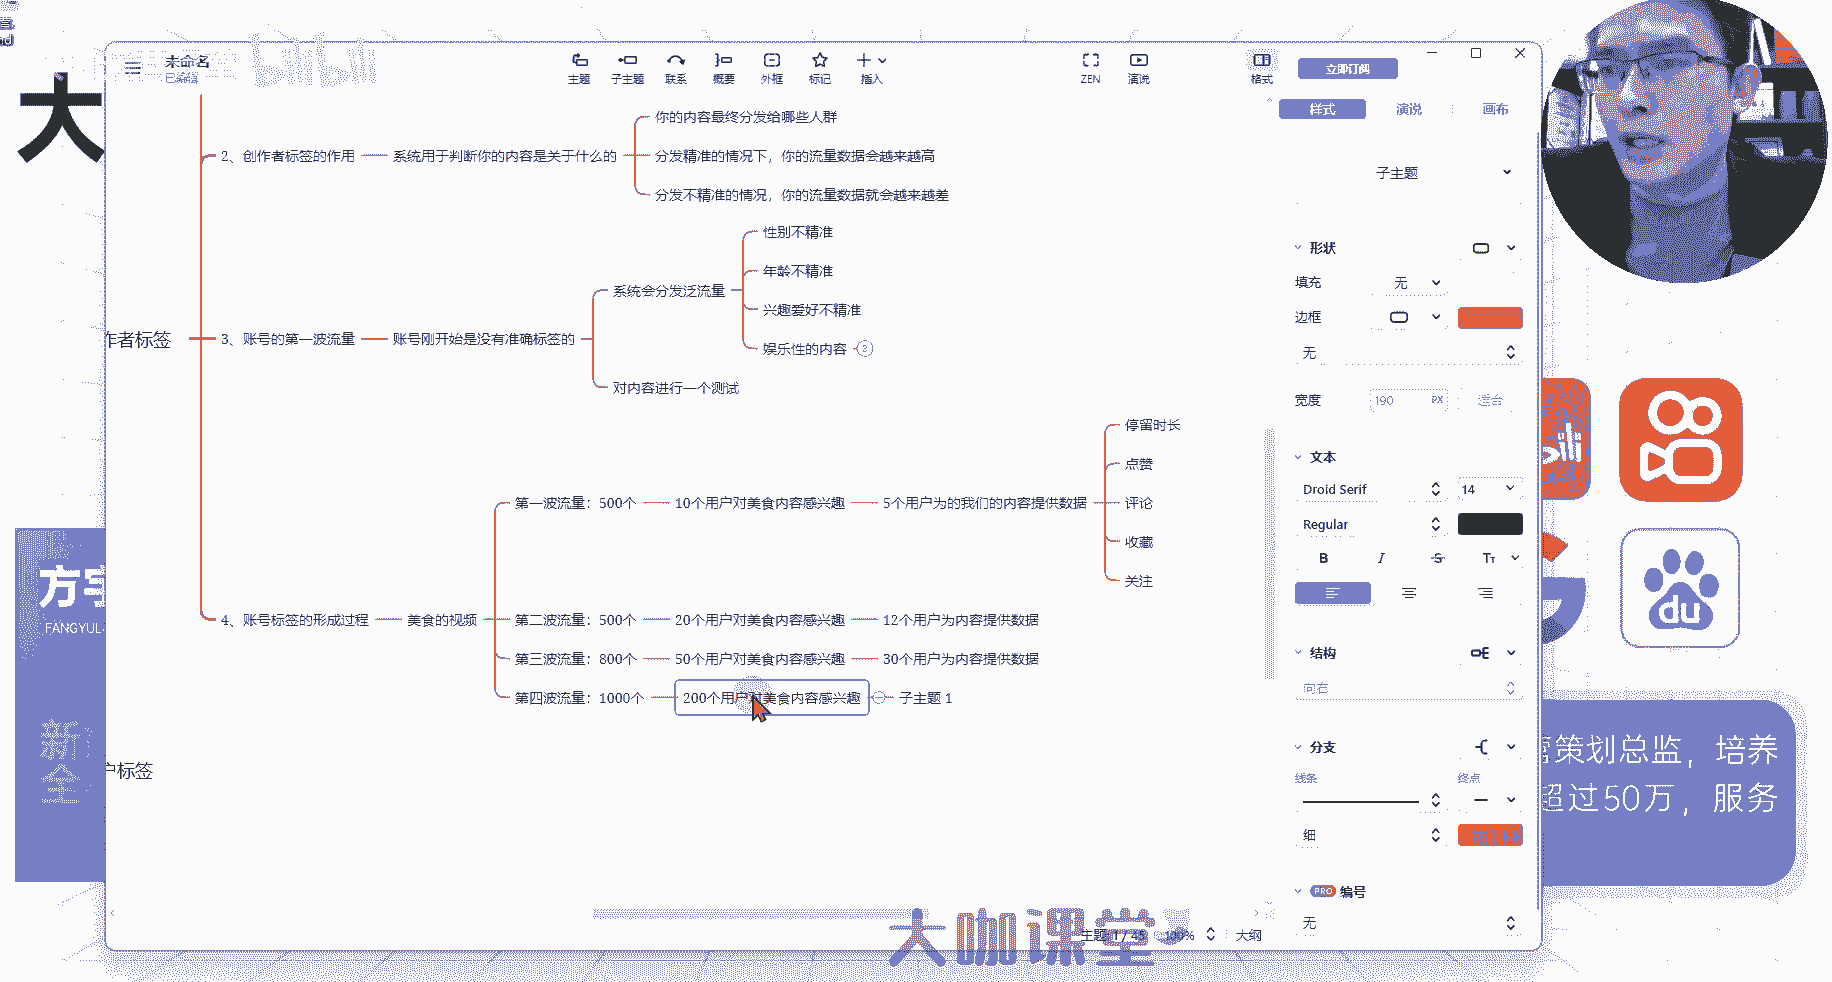 未命名
已编辑
bilibili
主题
子主题
联系
概要
外框
标记
插入
ZEN
演说
格式
立即订阅
大
样式
演说
画布
2、创作者标签的作用
系统用于判断你的内容是关于什么的
你的内容最终分发给哪些人群
分发精准的情况下，你的流量数据会越来越高
分发不精准的情况，你的流量数据就会越来越差
作者标签
3、账号的第一波流量
账号刚开始是没有准确标签的
系统会分发泛流量
性别不精准
年龄不精准
兴趣爱好不精准
娱乐性的内容
2
对内容进行一个测试
4、账号标签的形成过程
美食的视频
第一波流量：500个
10个用户对美食内容感兴趣
5个用户为的我们的内容提供数据
停留时长
点赞
评论
收藏
关注
第二波流量：500个
20个用户对美食内容感兴趣
12个用户为内容提供数据
第三波流量：800个
50个用户对美食内容感兴趣
30个用户为内容提供数据
第四波流量：1000个
200个用户对美食内容感兴趣
子主题 1
户标签
子主题
形状
填充
无
边框
无
宽度
190
PX
适合
文本
Droid Serif
14
Regular
B
I
S
Tт
结构
向右
分支
线条
终点
细
PRO 编号
无
方宇
FANGYUL
新
全
du
策划总监，培养
超过50万，服务
主题: 1 / 45
100%
大纲
大咖课堂